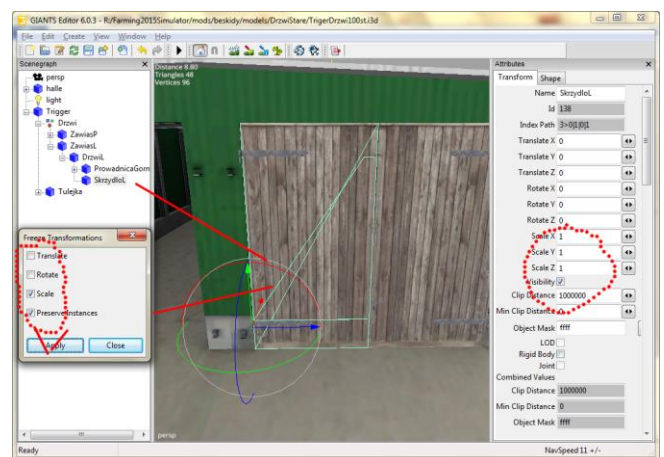 GIANTS Editor 6.0.3 - R:/Farming2015Simulator/mods/beskidy/models/DrzwiStare/TrigerDrzwi100st.i3d
File Edit Create View Window Help
Scenegraph
persp
halle
light
Trigger
Drzwi
ZawiasP
ZawiasL
DrzwiL
ProwadnicaGorn
SkrzydloL
Tulejka
Freeze Transformations
Translate
Rotate
Scale
Preserve Instances
Apply Close
Distance 8.80
Triangles 48
Vertices 96
persp
Attributes
Transform Shape
Name SkrzydloL
Id 138
Index Path 3>0|1|0|1
Translate X 0
Translate Y 0
Translate Z 0
Rotate X 0
Rotate Y 0
Rotate Z 0
Scale X 1
Scale Y 1
Scale Z 1
Visibility
Clip Distance 1000000
Min Clip Distance 0
Object Mask ffff
LOD
Rigid Body
Joint
Combined Values
Clip Distance 1000000
Min Clip Distance 0
Object Mask ffff
Ready
NavSpeed 11 +/-